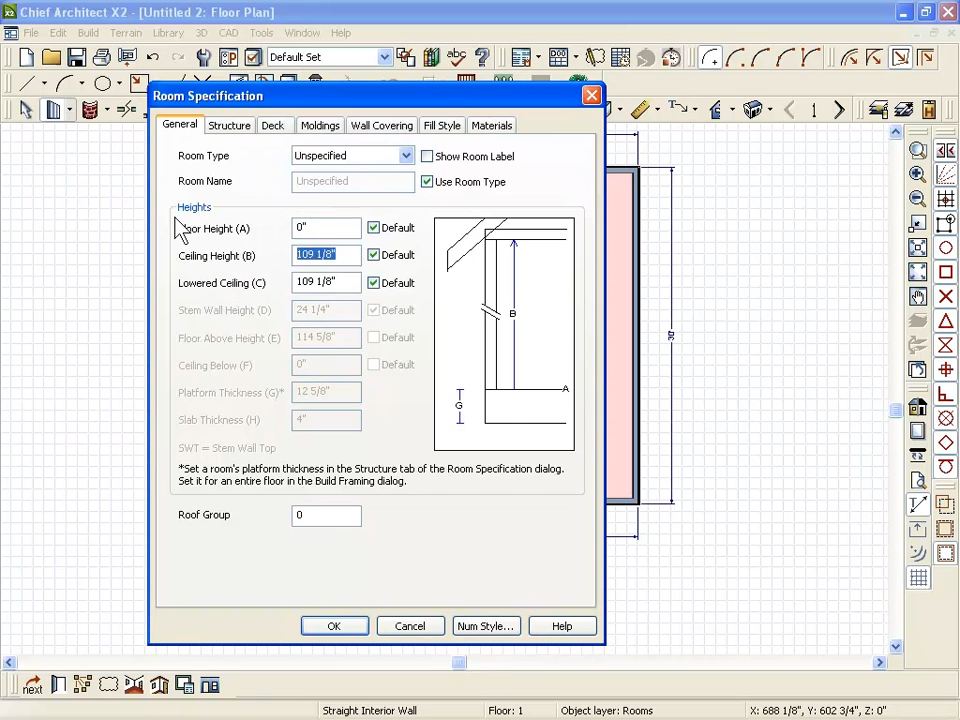 Chief Architect X2 - [Untitled 2: Floor Plan]
File Edit Build Terrain Library 3D CAD Tools Window Help
Default Set
abc
1
Room Specification
General Structure Deck Moldings Wall Covering Fill Style Materials
Room Type Unspecified Show Room Label
Room Name Unspecified Use Room Type
Heights
Floor Height (A) 0" Default
Ceiling Height (B) 109 1/8" Default
Lowered Ceiling (C) 109 1/8" Default
Stem Wall Height (D) 24 1/4" Default
Floor Above Height (E) 114 5/8" Default
Ceiling Below (F) 0" Default
Platform Thickness (G)* 12 5/8"
Slab Thickness (H) 4"
SWT = Stem Wall Top
B
A
G
*Set a room's platform thickness in the Structure tab of the Room Specification dialog.
Set it for an entire floor in the Build Framing dialog.
Roof Group 0
OK Cancel Num Style... Help
next
Straight Interior Wall Floor: 1 Object layer: Rooms X: 688 1/8", Y: 602 3/4", Z: 0"